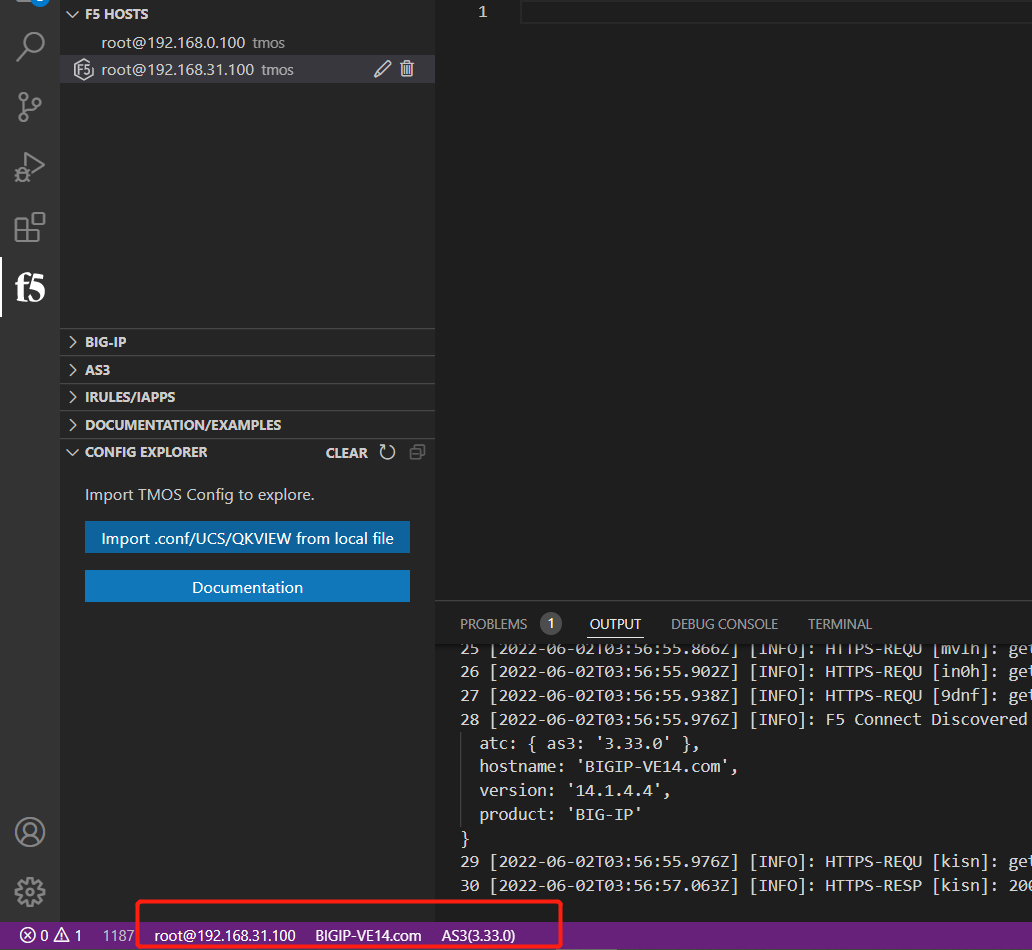 F5 HOSTS
root@192.168.0.100 tmos
F5 root@192.168.31.100 tmos
f5
BIG-IP
AS3
IRULES/IAPPS
DOCUMENTATION/EXAMPLES
CONFIG EXPLORER CLEAR
Import TMOS Config to explore.
Import .conf/UCS/QKVIEW from local file
Documentation
1
PROBLEMS 1 OUTPUT DEBUG CONSOLE TERMINAL
25 [2022-06-02T03:56:55.866Z] [INFO]: HTTPS-REQU [mv1h]: get
26 [2022-06-02T03:56:55.902Z] [INFO]: HTTPS-REQU [in0h]: get
27 [2022-06-02T03:56:55.938Z] [INFO]: HTTPS-REQU [9dnf]: get
28 [2022-06-02T03:56:55.976Z] [INFO]: F5 Connect Discovered
atc: { as3: '3.33.0' },
hostname: 'BIGIP-VE14.com',
version: '14.1.4.4',
product: 'BIG-IP'
}
29 [2022-06-02T03:56:55.976Z] [INFO]: HTTPS-REQU [kisn]: get
30 [2022-06-02T03:56:57.063Z] [INFO]: HTTPS-RESP [kisn]: 200
0 1 1187 root@192.168.31.100 BIGIP-VE14.com AS3(3.33.0)